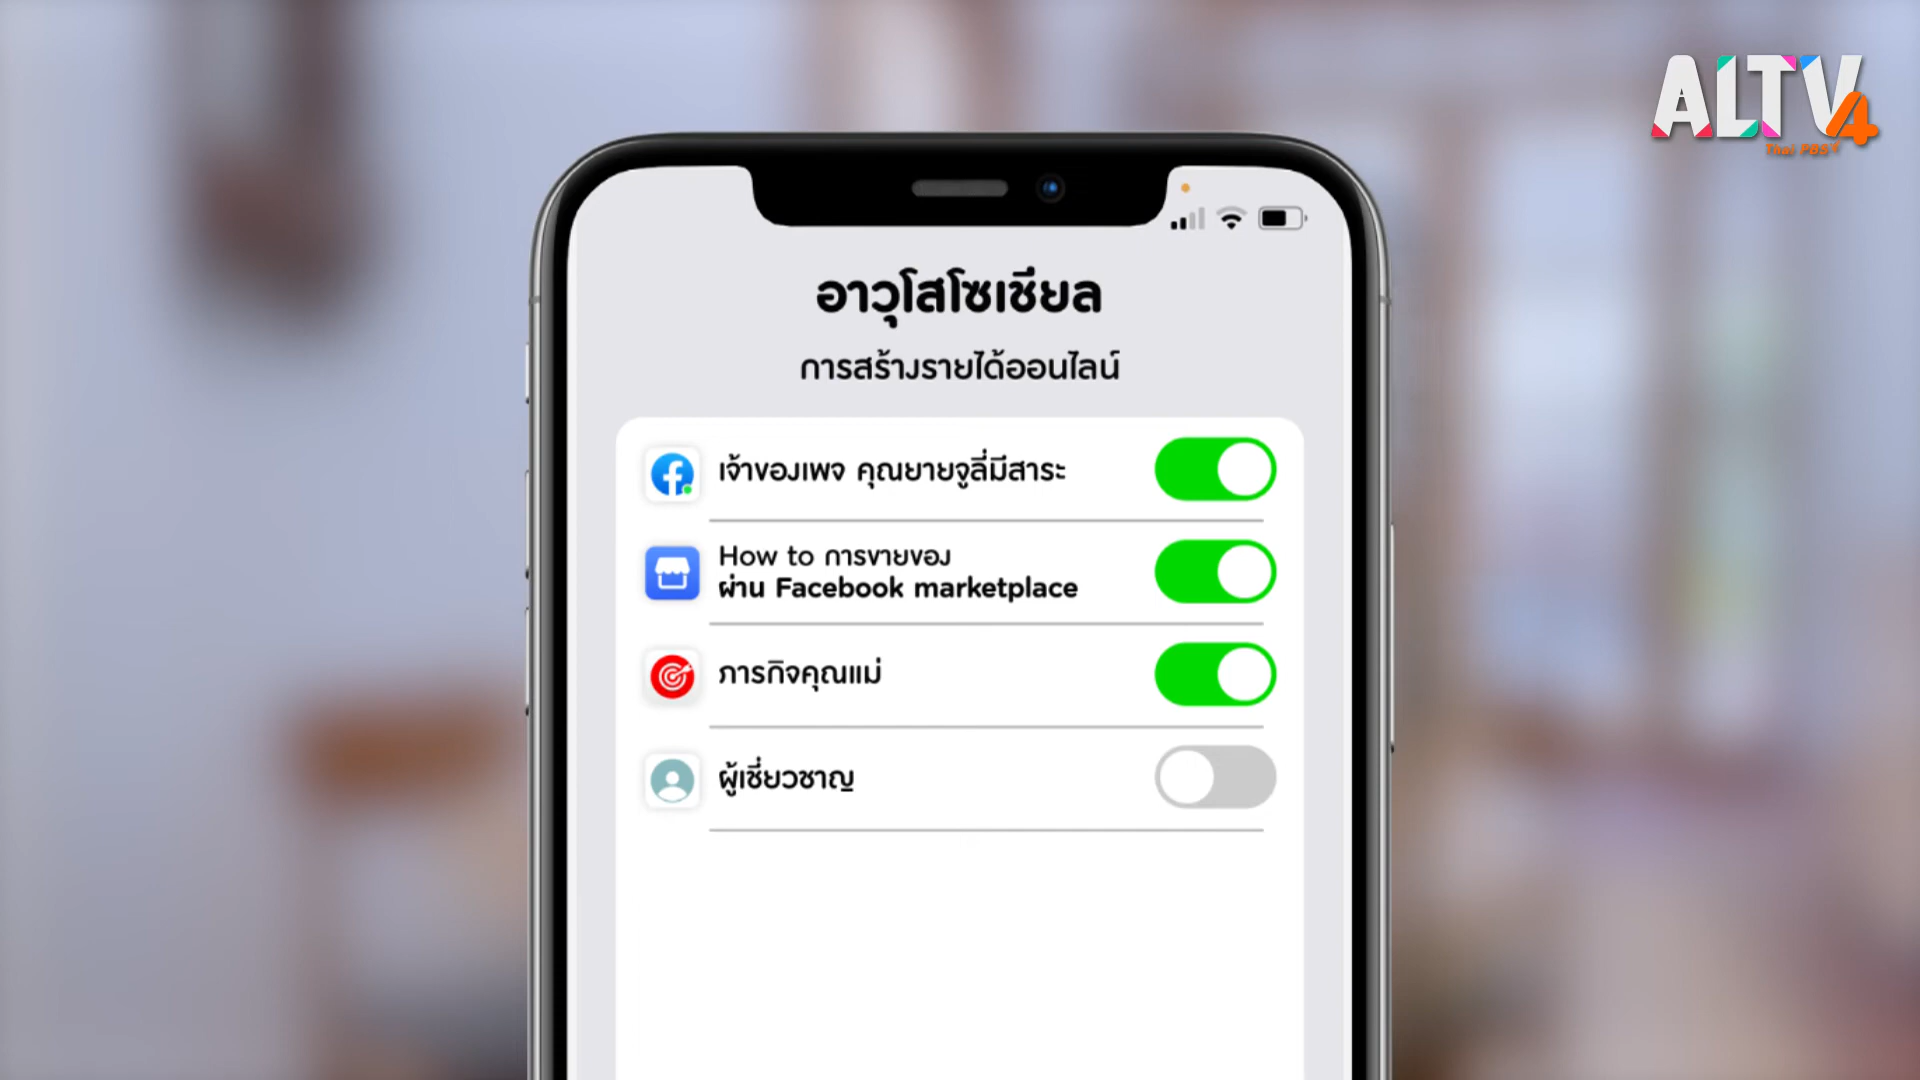 ALTV4
Thai PBS
อาวุโสโซเชียล
การสร้างรายได้ออนไลน์
เจ้าของเพจ คุณยายจูลี่มีสาระ
How to การขายของ
ผ่าน Facebook marketplace
ภารกิจคุณแม่
ผู้เชี่ยวชาญ